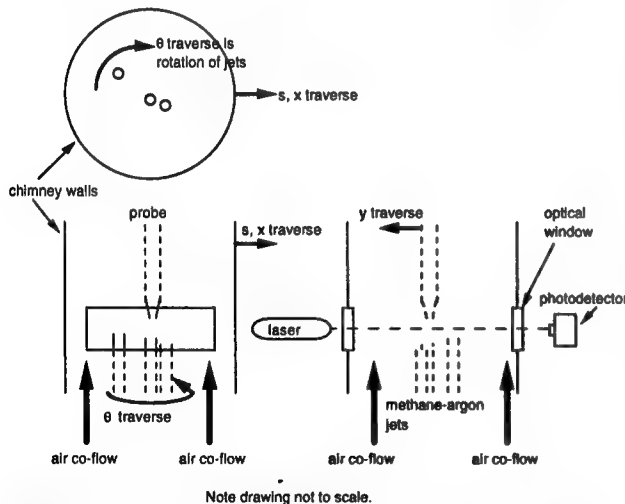 θ traverse is
rotation of jets
s, x traverse
chimney walls
probe
s, x traverse
y traverse
optical
window
photodetector
laser
θ traverse
methane-argon
jets
air co-flow
air co-flow
air co-flow
air co-flow
Note drawing not to scale.